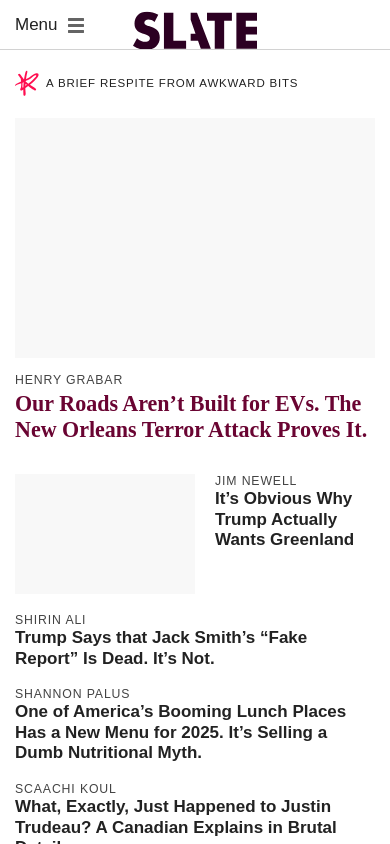 Menu
SLATE
A BRIEF RESPITE FROM AWKWARD BITS
HENRY GRABAR
Our Roads Aren’t Built for EVs. The
New Orleans Terror Attack Proves It.
JIM NEWELL
It’s Obvious Why
Trump Actually
Wants Greenland
SHIRIN ALI
Trump Says that Jack Smith’s “Fake
Report” Is Dead. It’s Not.
SHANNON PALUS
One of America’s Booming Lunch Places
Has a New Menu for 2025. It’s Selling a
Dumb Nutritional Myth.
SCAACHI KOUL
What, Exactly, Just Happened to Justin
Trudeau? A Canadian Explains in Brutal